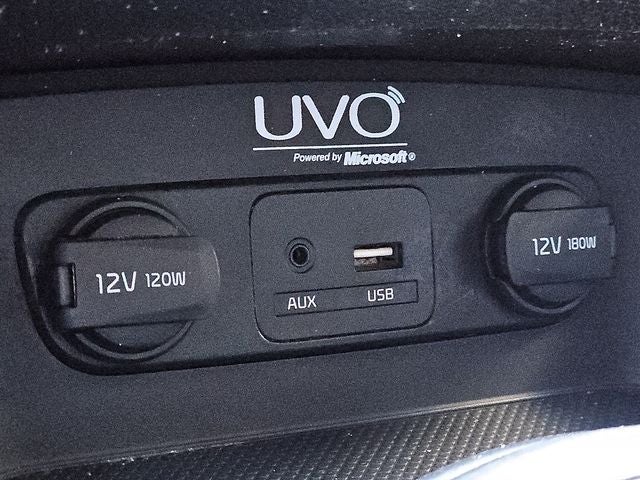 UVO
Powered by Microsoft®
12V 120W
AUX
USB
12V 180W